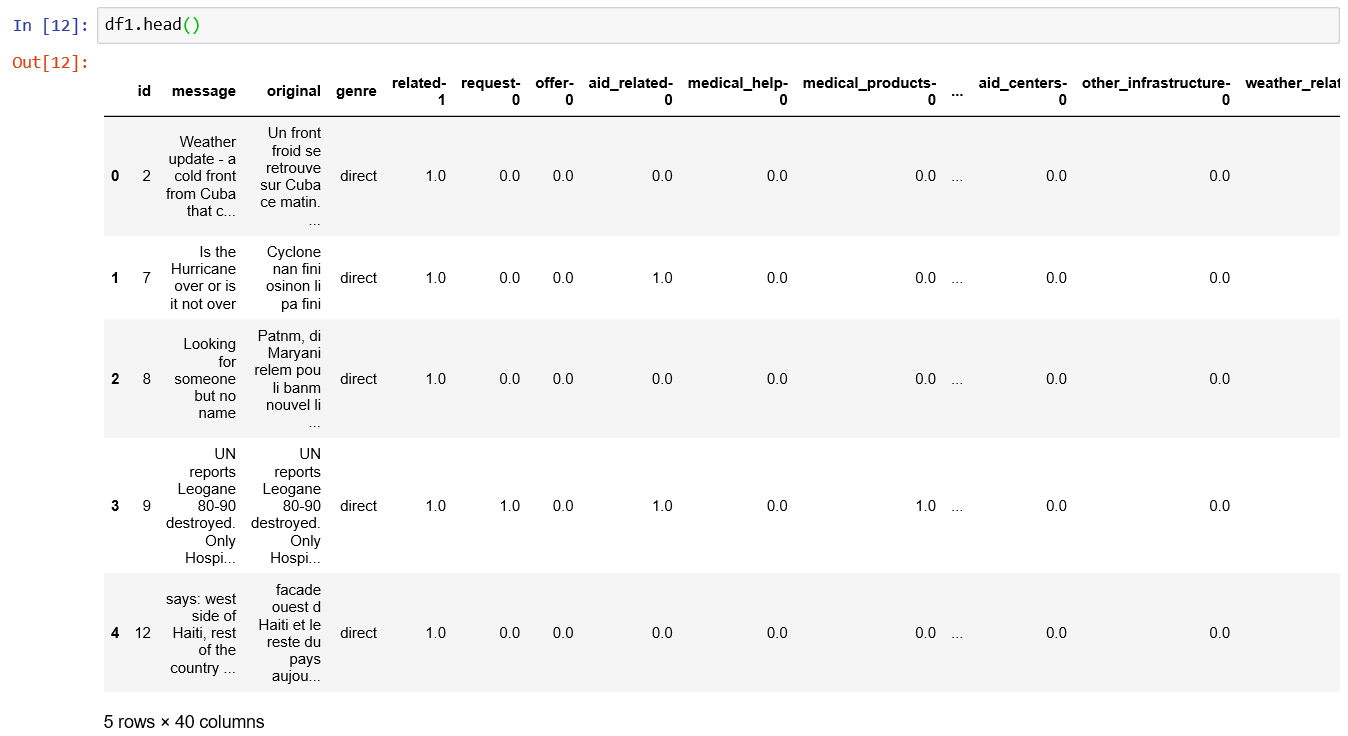 In [12]: df1.head()
Out[12]:
id message original genre related-1 request-0 offer-0 aid_related-0 medical_help-0 medical_products-0 ... aid_centers-0 other_infrastructure-0 weather_relat
0 2 Weather update - a cold front from Cuba that c... Un front froid se retrouve sur Cuba ce matin. ... direct 1.0 0.0 0.0 0.0 0.0 0.0 ... 0.0 0.0
1 7 Is the Hurricane over or is it not over Cyclone nan fini osinon li pa fini direct 1.0 0.0 0.0 1.0 0.0 0.0 ... 0.0 0.0
2 8 Looking for someone but no name Patnm, di Maryani relem pou li banm nouvel li ... direct 1.0 0.0 0.0 0.0 0.0 0.0 ... 0.0 0.0
3 9 UN reports Leogane 80-90 destroyed. Only Hospi... UN reports Leogane 80-90 destroyed. Only Hospi... direct 1.0 1.0 0.0 1.0 0.0 1.0 ... 0.0 0.0
4 12 says: west side of Haiti, rest of the country ... facade ouest d Haiti et le reste du pays aujou... direct 1.0 0.0 0.0 0.0 0.0 0.0 ... 0.0 0.0
5 rows × 40 columns